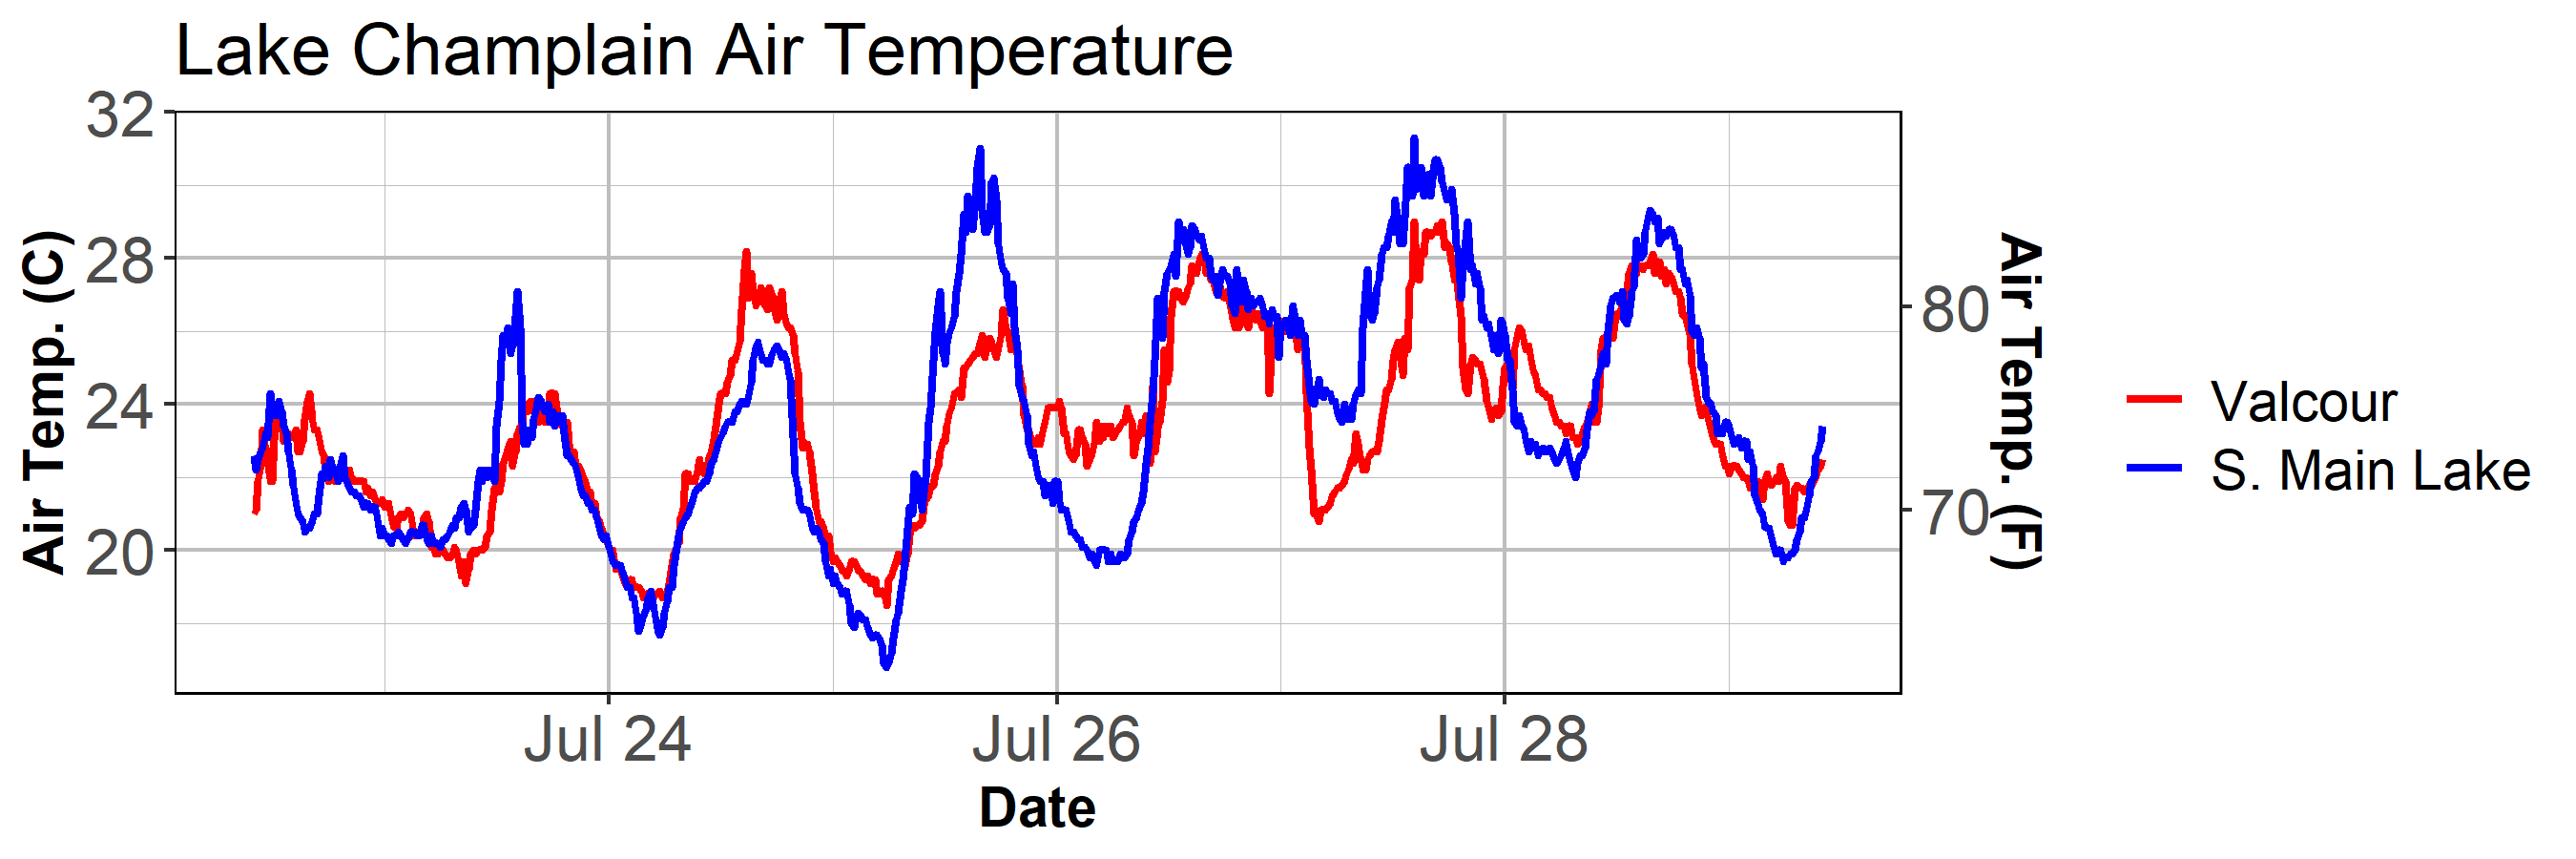 Lake Champlain Air Temperature
32
28
24
20
Air Temp. (C)
80
70
Air Temp. (F)
Jul 24
Jul 26
Jul 28
Date
Valcour
S. Main Lake